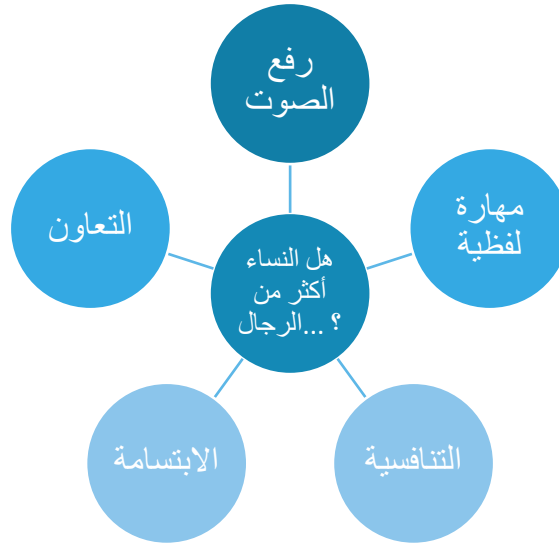 رفع
الصوت
مهارة
لفظية
التعاون
هل النساء
أكثر من
؟ ...الرجال
التنافسية
الابتسامة